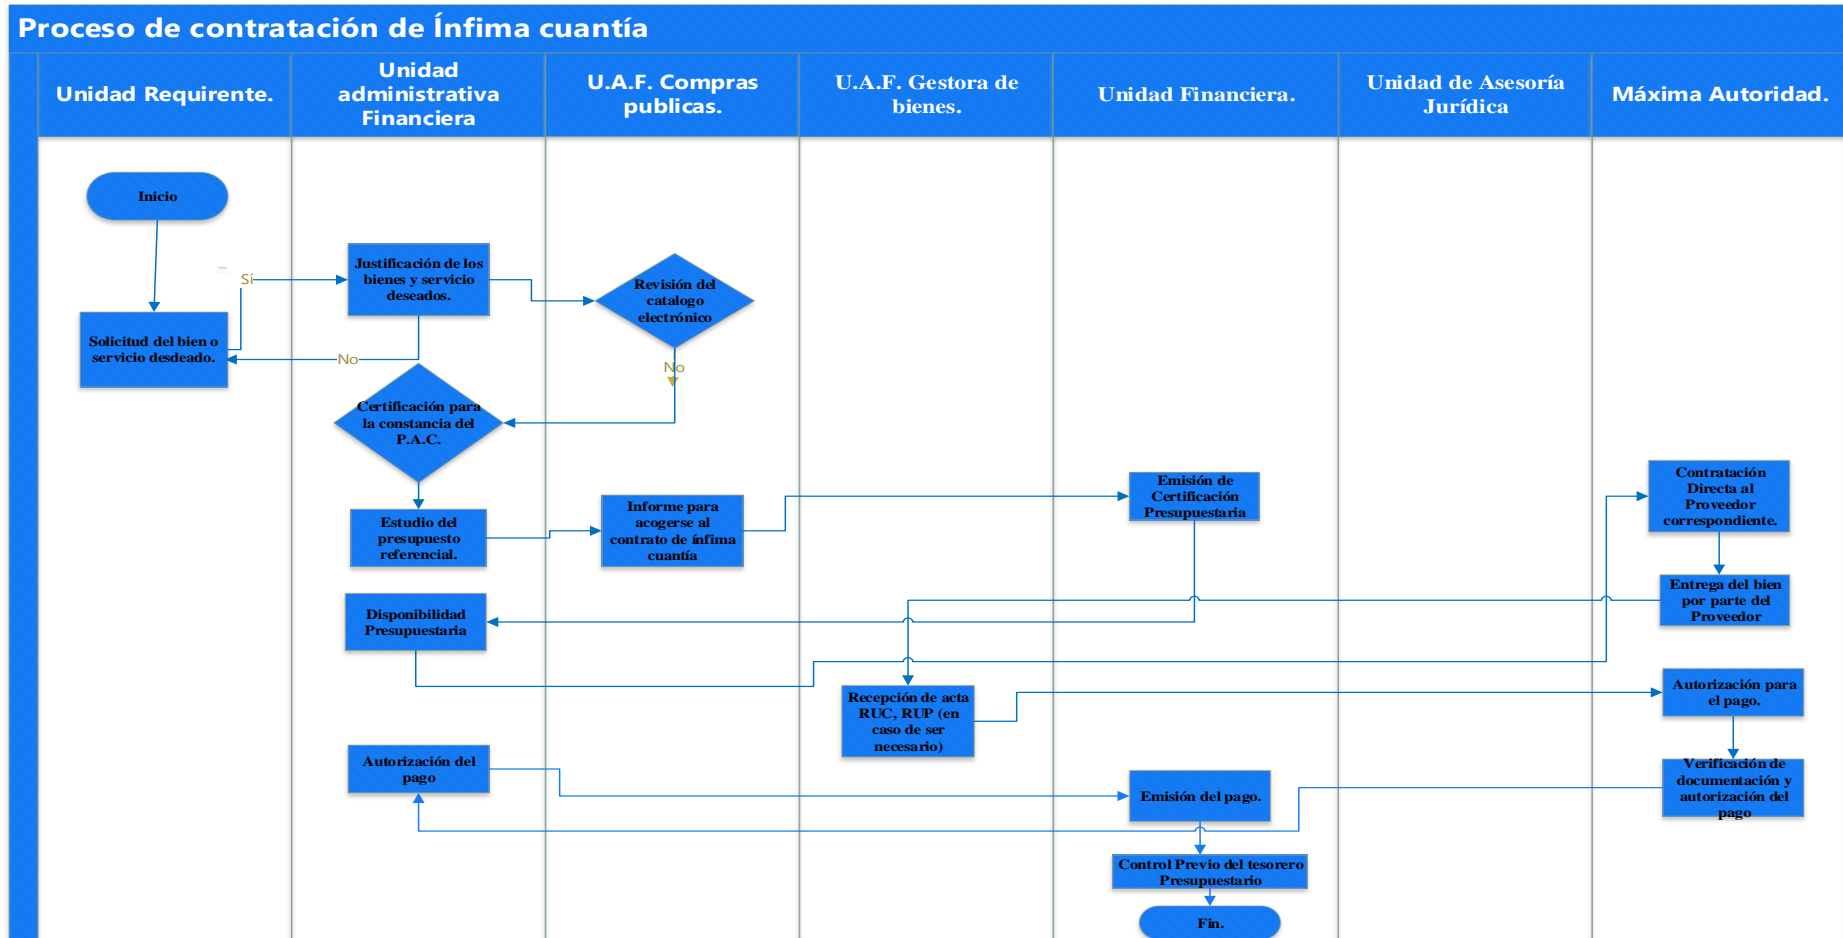 Proceso de contratación de Ínfima cuantía
Unidad Requirente.
Unidad
administrativa
Financiera
U.A.F. Compras
publicas.
U.A.F. Gestora de
bienes.
Unidad Financiera.
Unidad de Asesoría
Jurídica
Máxima Autoridad.
Inicio
Solicitud del bien o
servicio desdeado.
Sí
Justificación de los
bienes y servicio
deseados.
No
Revisión del
catalogo
electrónico
No
Certificación para
la constancia del
P.A.C.
Estudio del
presupuesto
referencial.
Informe para
acogerse al
contrato de ínfima
cuantía
Emisión de
Certificación
Presupuestaria
Disponibilidad
Presupuestaria
Contratación
Directa al
Proveedor
correspondiente.
Entrega del bien
por parte del
Proveedor
Recepción de acta
RUC, RUP (en
caso de ser
necesario)
Autorización para
el pago.
Verificación de
documentación y
autorización del
pago
Autorización del
pago
Emisión del pago.
Control Previo del tesorero
Presupuestario
Fin.